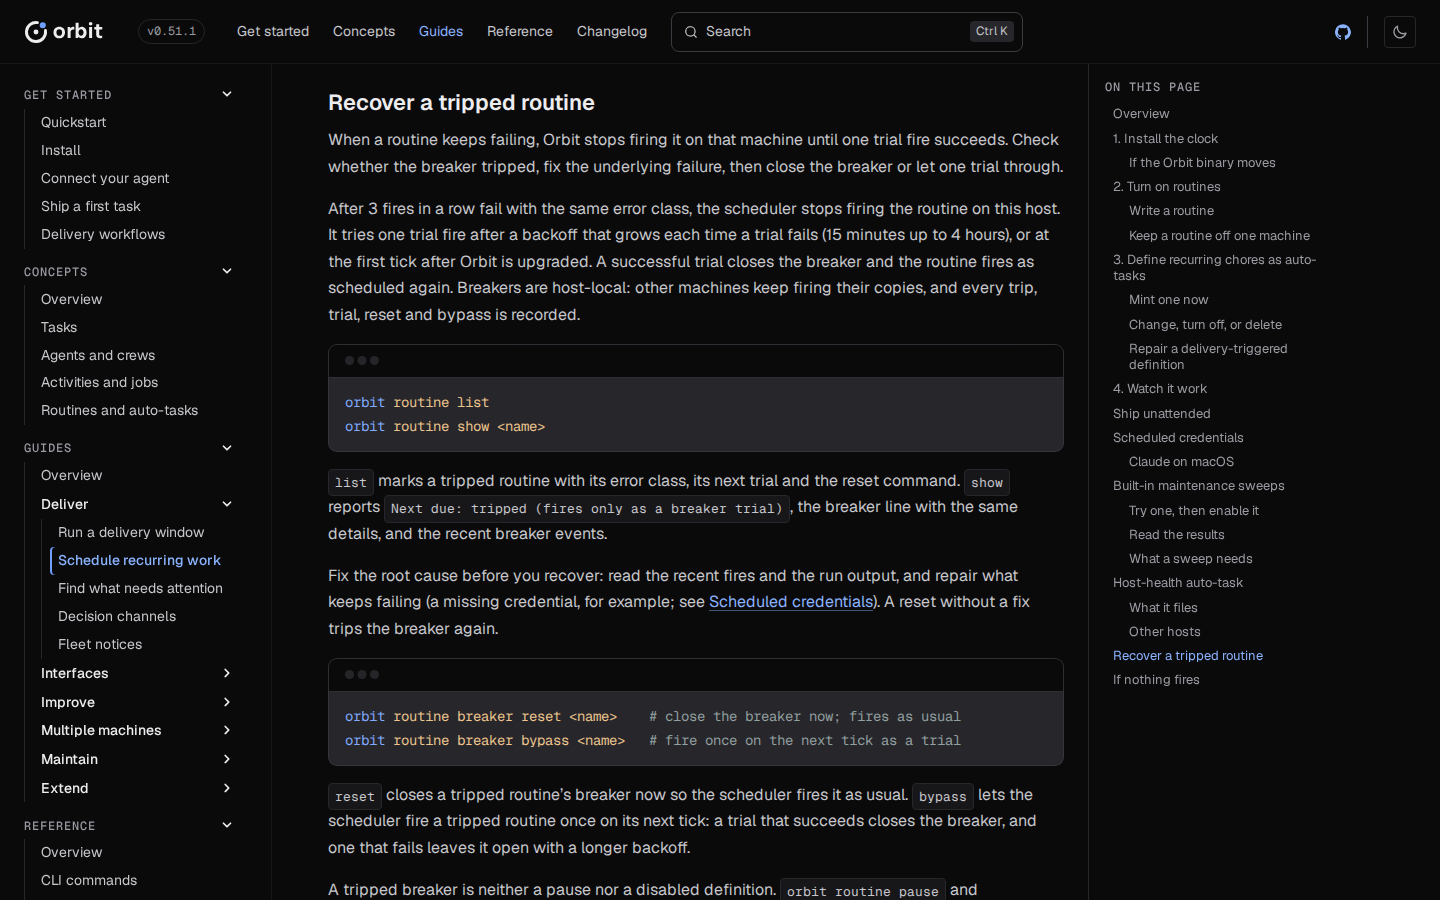 orbit
v0.51.1
Get started
Concepts
Guides
Reference
Changelog
Search
Ctrl K
GET STARTED
Quickstart
Install
Connect your agent
Ship a first task
Delivery workflows
CONCEPTS
Overview
Tasks
Agents and crews
Activities and jobs
Routines and auto-tasks
GUIDES
Overview
Deliver
Run a delivery window
Schedule recurring work
Find what needs attention
Decision channels
Fleet notices
Interfaces
Improve
Multiple machines
Maintain
Extend
REFERENCE
Overview
CLI commands
Recover a tripped routine
When a routine keeps failing, Orbit stops firing it on that machine until one trial fire succeeds. Check
whether the breaker tripped, fix the underlying failure, then close the breaker or let one trial through.
After 3 fires in a row fail with the same error class, the scheduler stops firing the routine on this host.
It tries one trial fire after a backoff that grows each time a trial fails (15 minutes up to 4 hours), or at
the first tick after Orbit is upgraded. A successful trial closes the breaker and the routine fires as
scheduled again. Breakers are host-local: other machines keep firing their copies, and every trip,
trial, reset and bypass is recorded.
orbit routine list
orbit routine show <name>
list marks a tripped routine with its error class, its next trial and the reset command. show
reports Next due: tripped (fires only as a breaker trial), the breaker line with the same
details, and the recent breaker events.
Fix the root cause before you recover: read the recent fires and the run output, and repair what
keeps failing (a missing credential, for example; see Scheduled credentials). A reset without a fix
trips the breaker again.
orbit routine breaker reset <name>    # close the breaker now; fires as usual
orbit routine breaker bypass <name>   # fire once on the next tick as a trial
reset closes a tripped routine’s breaker now so the scheduler fires it as usual. bypass lets the
scheduler fire a tripped routine once on its next tick: a trial that succeeds closes the breaker, and
one that fails leaves it open with a longer backoff.
A tripped breaker is neither a pause nor a disabled definition. orbit routine pause and
ON THIS PAGE
Overview
1. Install the clock
If the Orbit binary moves
2. Turn on routines
Write a routine
Keep a routine off one machine
3. Define recurring chores as auto-
tasks
Mint one now
Change, turn off, or delete
Repair a delivery-triggered
definition
4. Watch it work
Ship unattended
Scheduled credentials
Claude on macOS
Built-in maintenance sweeps
Try one, then enable it
Read the results
What a sweep needs
Host-health auto-task
What it files
Other hosts
Recover a tripped routine
If nothing fires